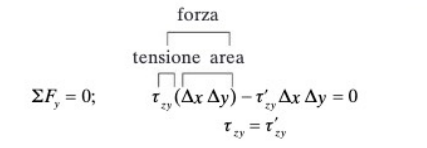 forza
tensione area
ΣF_y = 0; τ_zy (Δx Δy) − τ′_zy Δx Δy = 0
τ_zy = τ′_zy